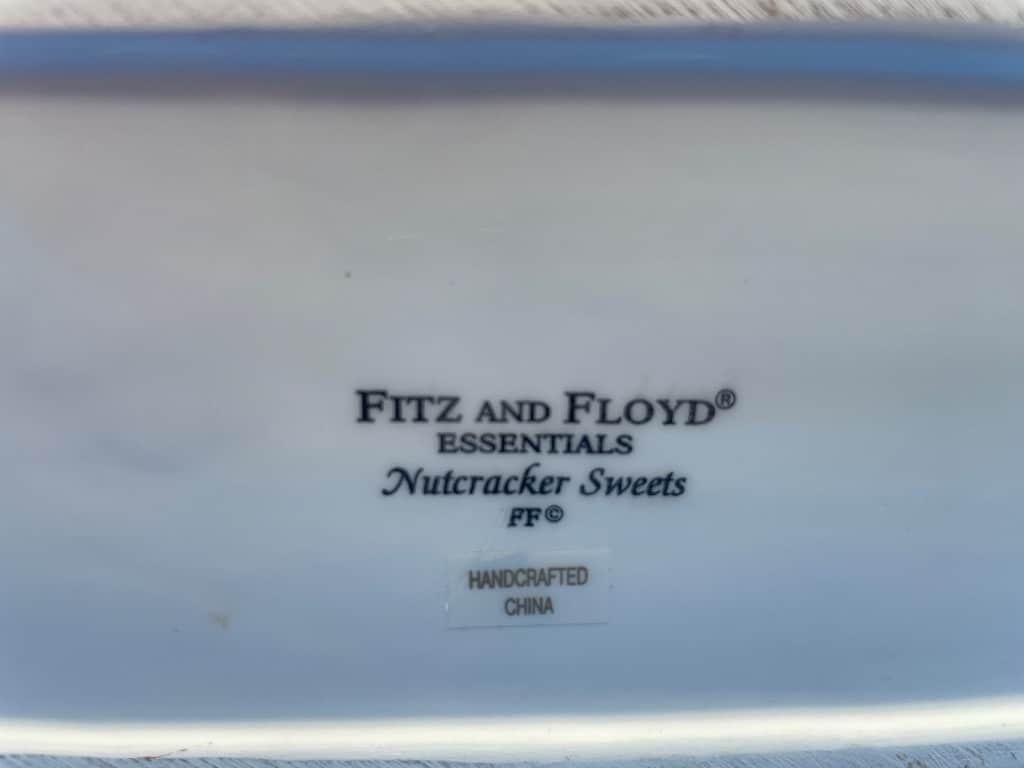 FITZ AND FLOYD®
ESSENTIALS
Nutcracker Sweets
FF©
HANDCRAFTED
CHINA